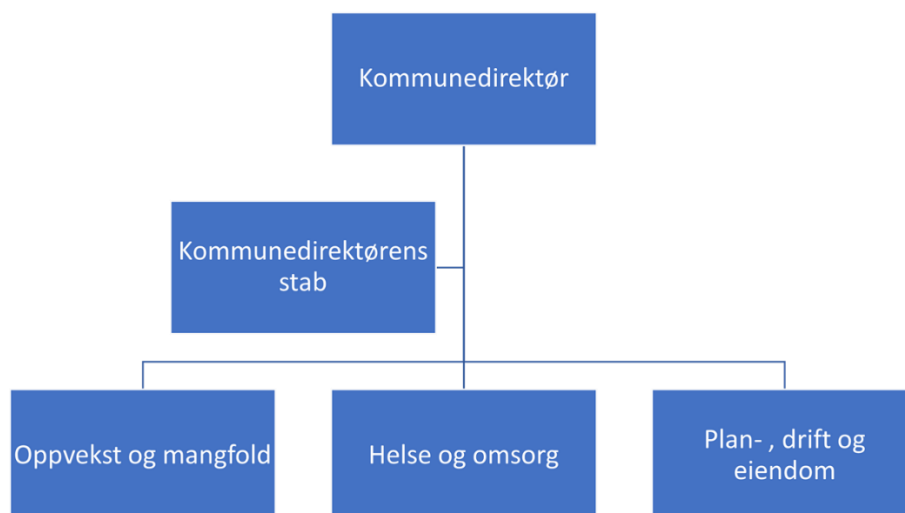 Kommunedirektør
Kommunedirektørens
stab
Oppvekst og mangfold
Helse og omsorg
Plan- , drift og
eiendom